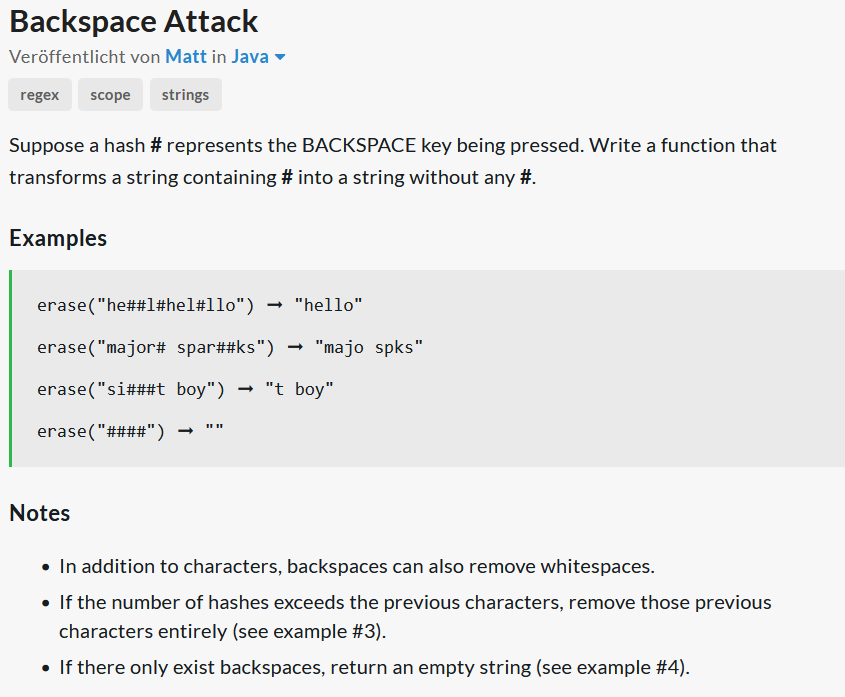 Backspace Attack
Veröffentlicht von Matt in Java
regex scope strings
Suppose a hash # represents the BACKSPACE key being pressed. Write a function that
transforms a string containing # into a string without any #.
Examples
erase("he##l#hel#llo") ➞ "hello"
erase("major# spar##ks") ➞ "majo spks"
erase("si###t boy") ➞ "t boy"
erase("####") ➞ ""
Notes
• In addition to characters, backspaces can also remove whitespaces.
• If the number of hashes exceeds the previous characters, remove those previous
characters entirely (see example #3).
• If there only exist backspaces, return an empty string (see example #4).